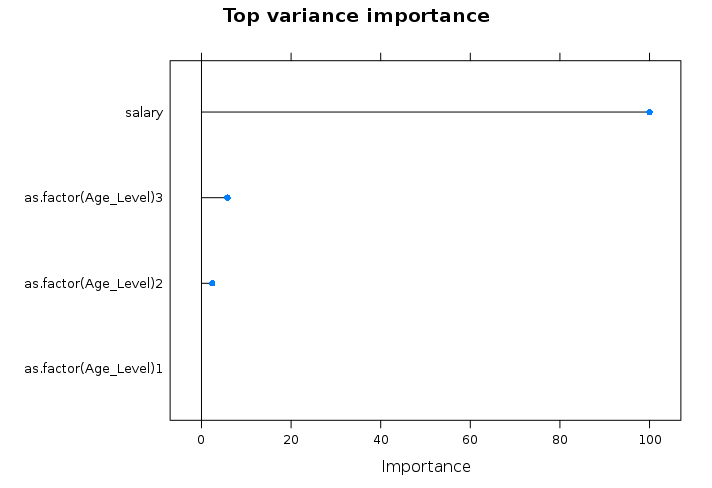 Top variance importance
salary
as.factor(Age_Level)3
as.factor(Age_Level)2
as.factor(Age_Level)1
0 20 40 60 80 100
Importance